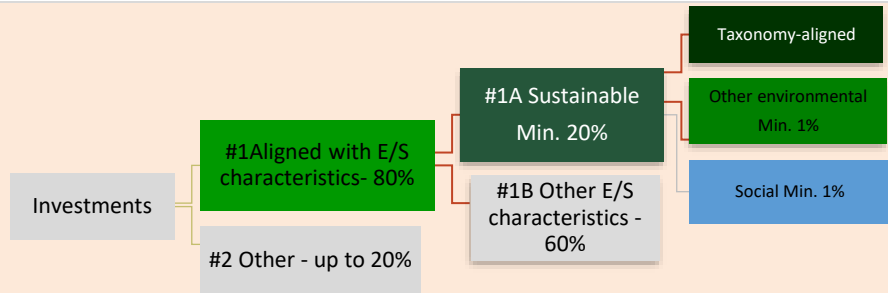 Investments
#1Aligned with E/S
characteristics- 80%
#2 Other - up to 20%
#1A Sustainable
Min. 20%
#1B Other E/S
characteristics -
60%
Taxonomy-aligned
Other environmental
Min. 1%
Social Min. 1%